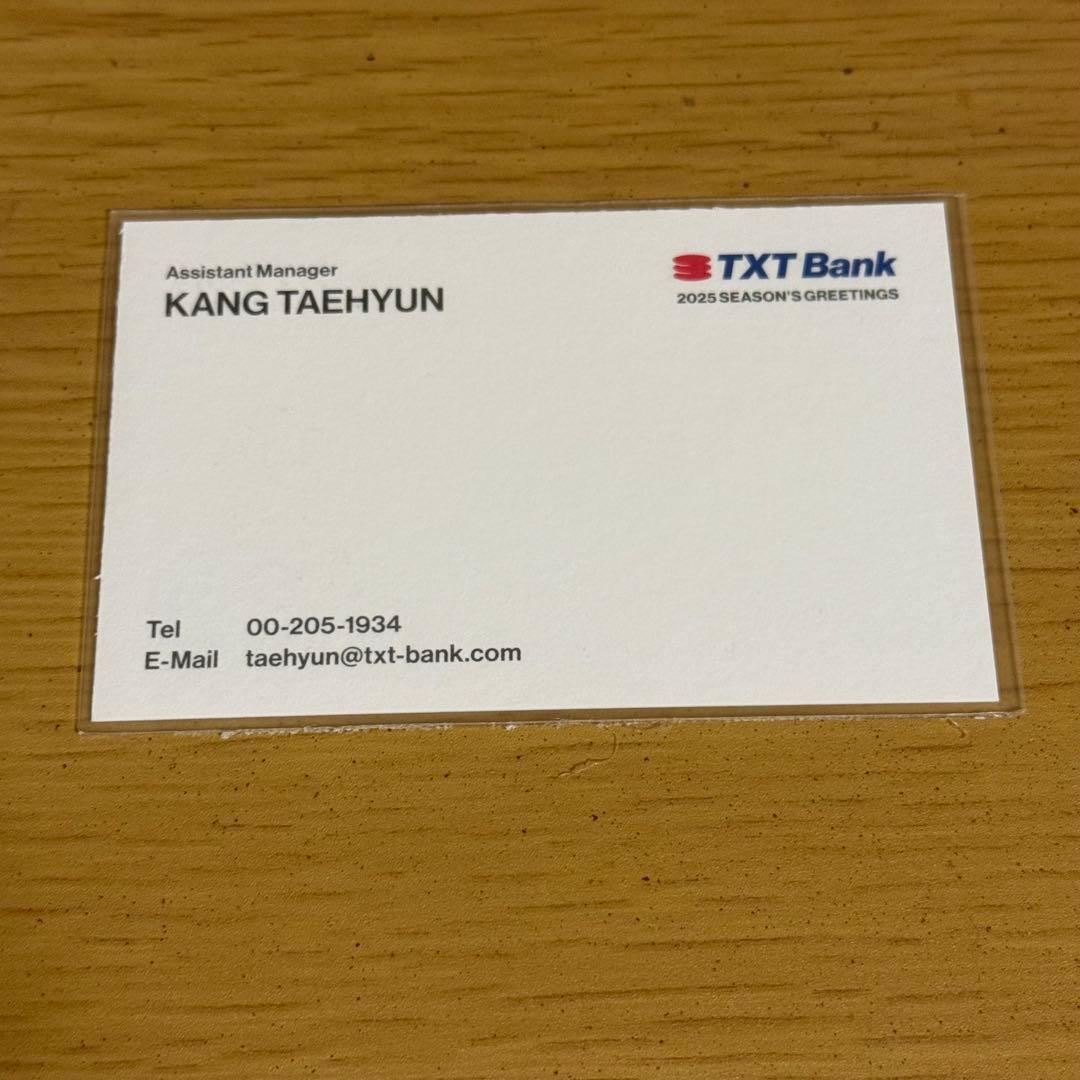 Assistant Manager
KANG TAEHYUN
TXT Bank
2025 SEASON'S GREETINGS
Tel 00-205-1934
E-Mail taehyun@txt-bank.com